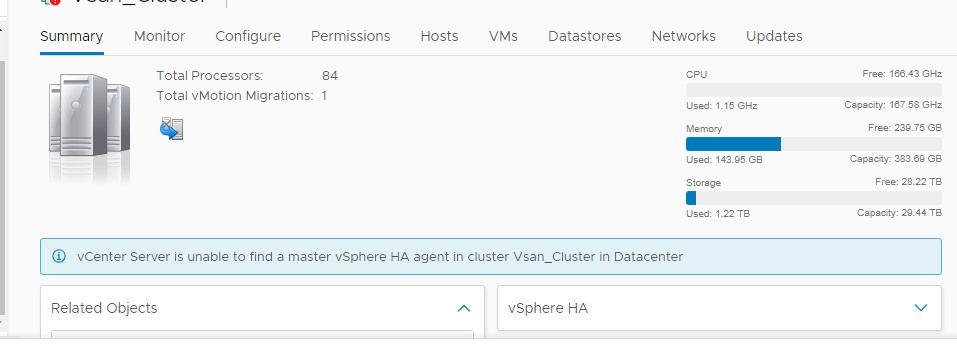 Vsan_Cluster
Summary Monitor Configure Permissions Hosts VMs Datastores Networks Updates
Total Processors: 84
Total vMotion Migrations: 1
CPU Free: 166.43 GHz
Used: 1.15 GHz Capacity: 167.58 GHz
Memory Free: 239.75 GB
Used: 143.95 GB Capacity: 383.69 GB
Storage Free: 28.22 TB
Used: 1.22 TB Capacity: 29.44 TB
vCenter Server is unable to find a master vSphere HA agent in cluster Vsan_Cluster in Datacenter
Related Objects
vSphere HA